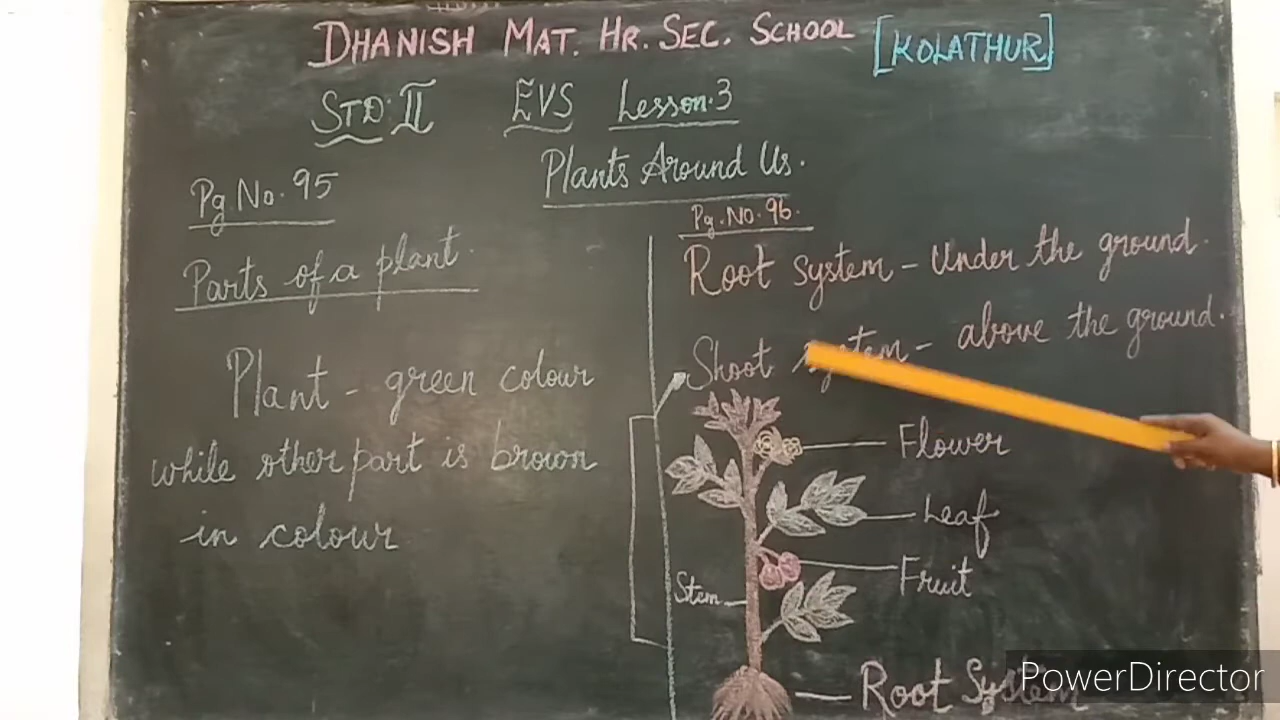 DHANISH MAT. HR. SEC. SCHOOL [KOLATHUR]
STD: II EVS Lesson.3
Plants Around Us.
Pg.No.95
Parts of a plant.
Plant - green colour
while other part is brown
in colour
Pg.No.96.
Root system - Under the ground.
Shoot system - above the ground.
Flower
Leaf
Fruit
Stem
Root System
PowerDirector